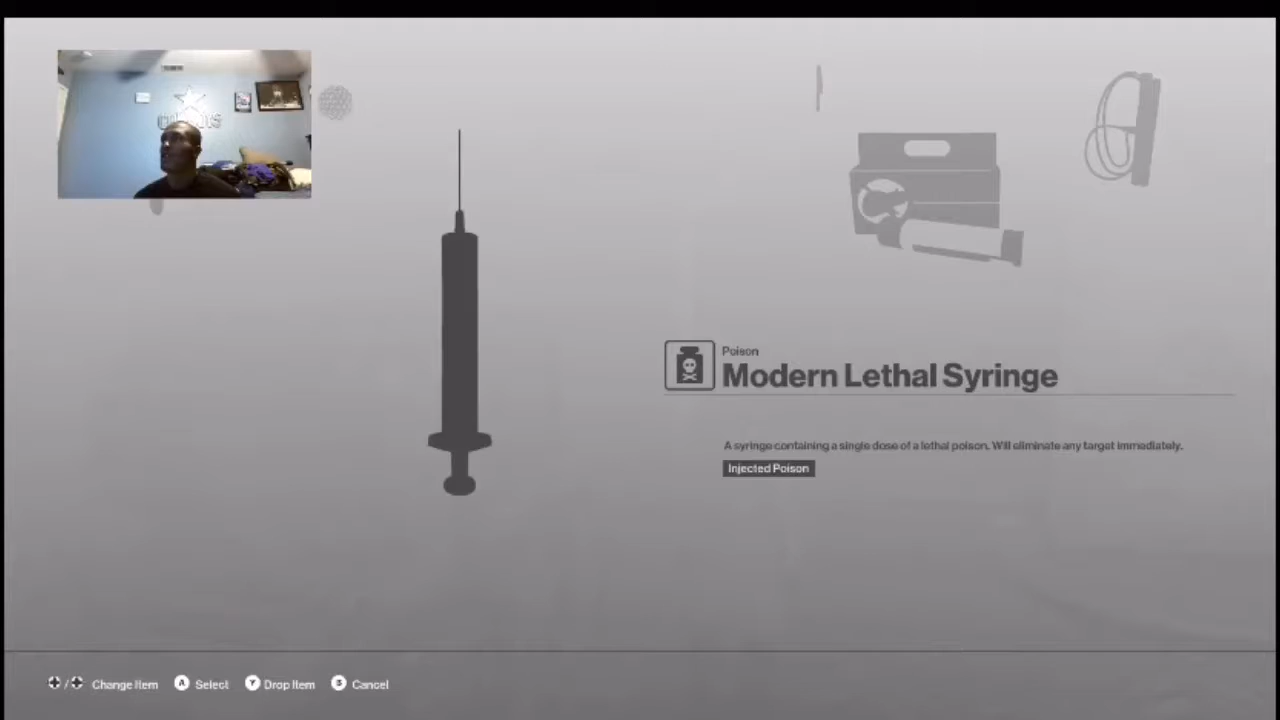 Poison
Modern Lethal Syringe
A syringe containing a single dose of a lethal poison. Will eliminate any target immediately.
Injected Poison
/ Change Item A Select Y Drop Item B Cancel